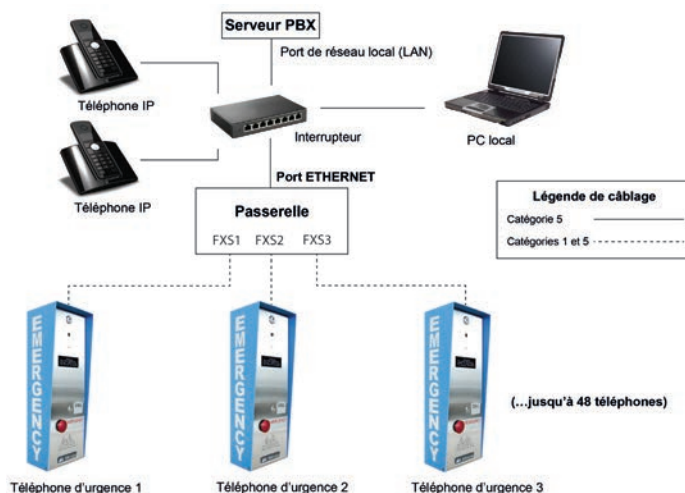 Serveur PBX
Port de réseau local (LAN)
Téléphone IP
Interrupteur
PC local
Téléphone IP
Port ETHERNET
Passerelle
FXS1 FXS2 FXS3
Légende de câblage
Catégorie 5
Catégories 1 et 5
EMERGENCY
EMERGENCY
EMERGENCY
(...jusqu'à 48 téléphones)
Téléphone d'urgence 1
Téléphone d'urgence 2
Téléphone d'urgence 3